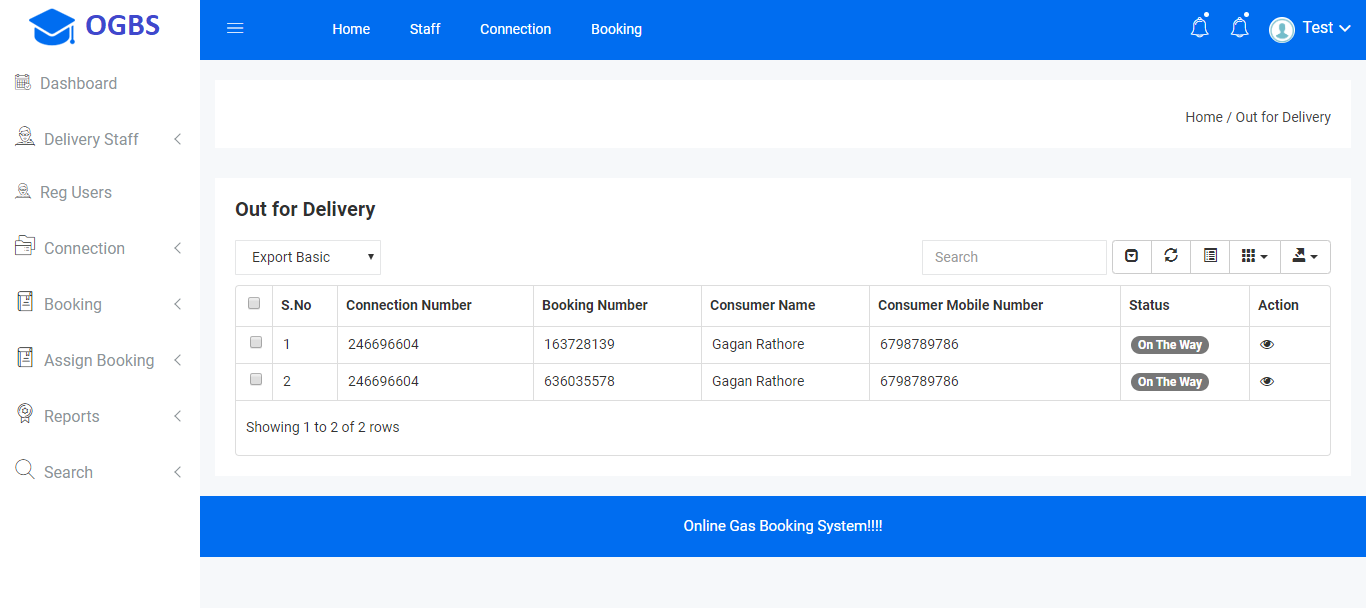 OGBS
Home Staff Connection Booking Test
Dashboard
Delivery Staff
Reg Users
Connection
Booking
Assign Booking
Reports
Search
Home / Out for Delivery
Out for Delivery
Export Basic Search
S.No Connection Number Booking Number Consumer Name Consumer Mobile Number Status Action
1 246696604 163728139 Gagan Rathore 6798789786 On The Way
2 246696604 636035578 Gagan Rathore 6798789786 On The Way
Showing 1 to 2 of 2 rows
Online Gas Booking System!!!!